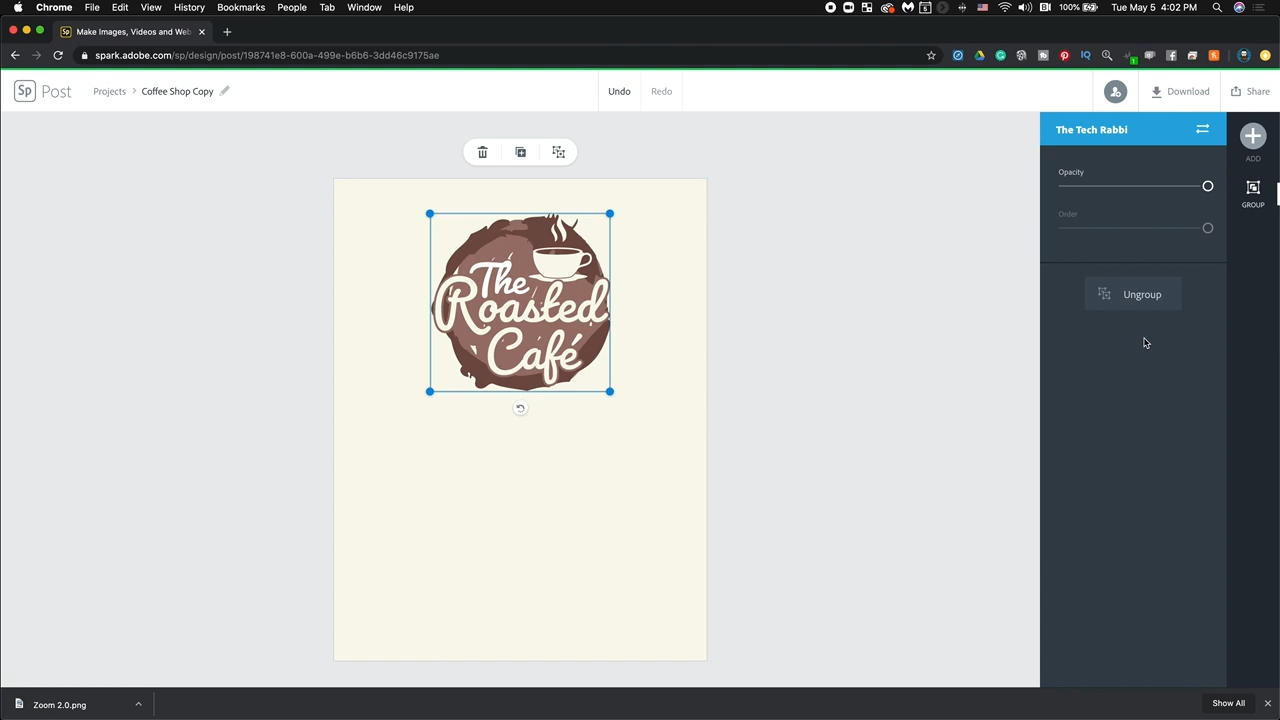 Chrome File Edit View History Bookmarks People Tab Window Help 100% Tue May 5 4:02 PM
Make Images, Videos and Web
spark.adobe.com/sp/design/post/198741e8-600a-499e-b6b6-3dd46c9175ae
Sp Post Projects > Coffee Shop Copy Undo Redo Download Share
The Tech Rabbi
ADD
Opacity
GROUP
Order
Ungroup
The
Roasted
Café
Zoom 2.0.png Show All